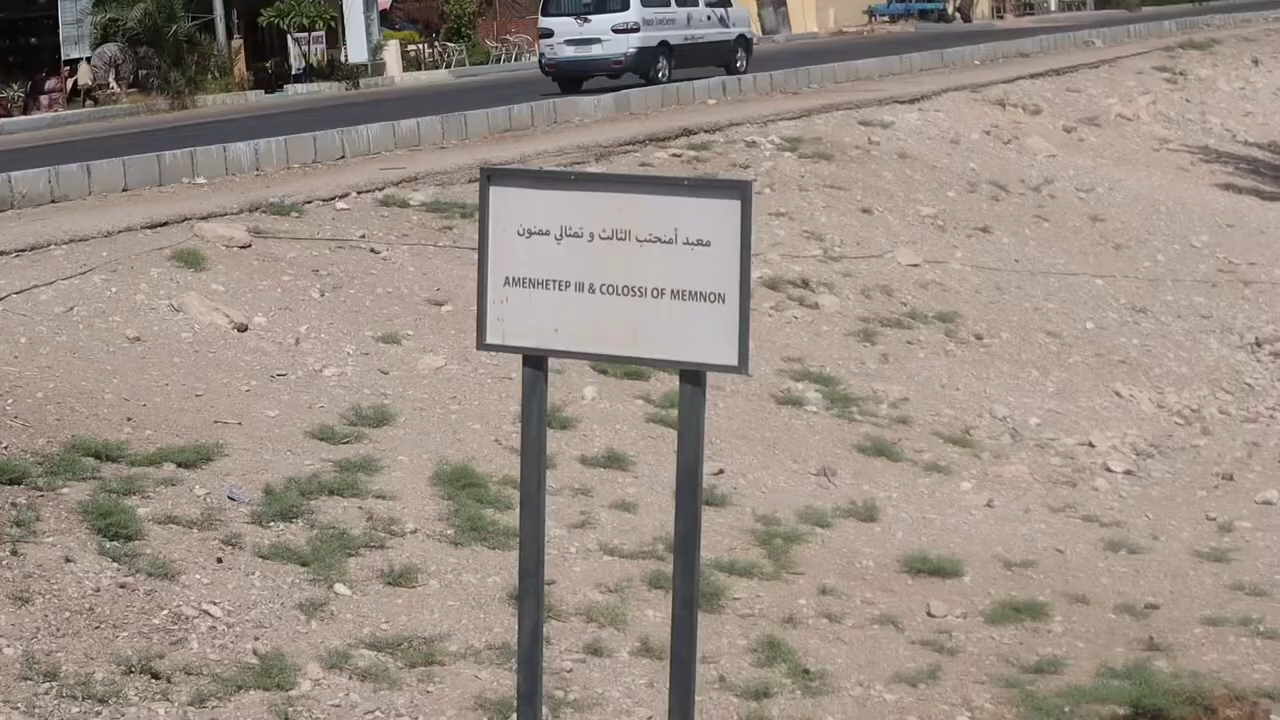 معبد أمنحتب الثالث و تمثالي ممنون
AMENHETEP III & COLOSSI OF MEMNON